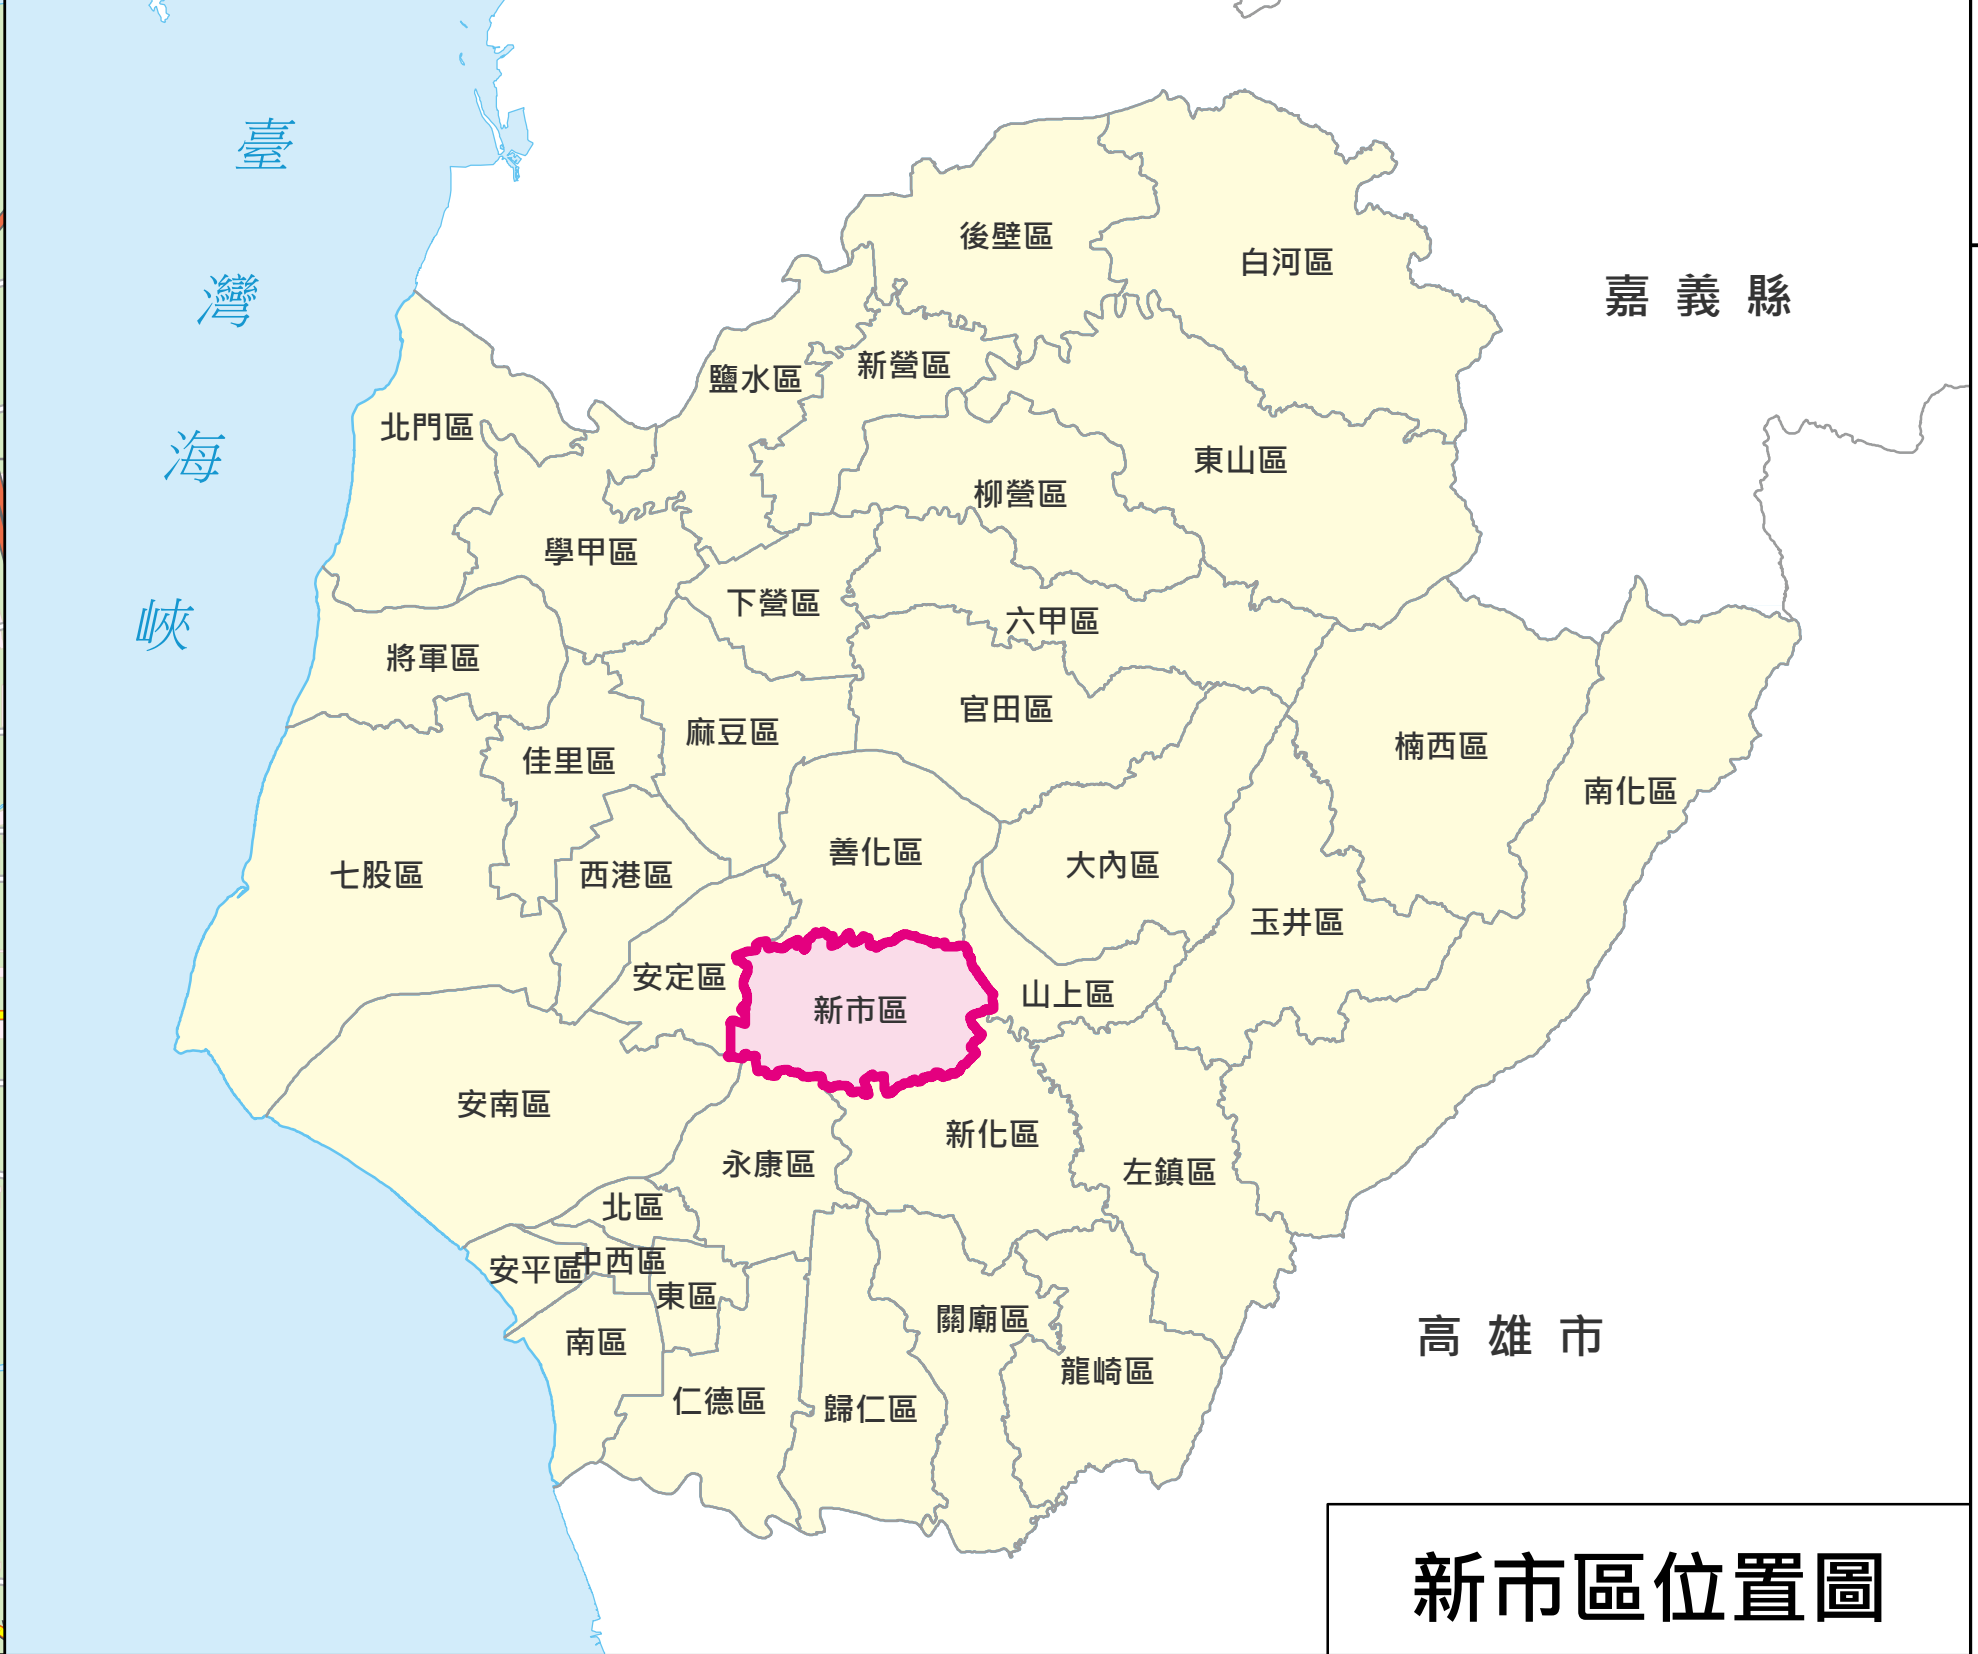 臺灣海峽
後壁區
白河區
嘉義縣
新營區
鹽水區
北門區
東山區
柳營區
學甲區
下營區
六甲區
將軍區
官田區
麻豆區
楠西區
佳里區
南化區
善化區
大內區
七股區
西港區
玉井區
安定區
山上區
新市區
安南區
新化區
永康區
左鎮區
北區
中西區
安平區
東區
關廟區
高雄市
南區
龍崎區
仁德區
歸仁區
新市區位置圖